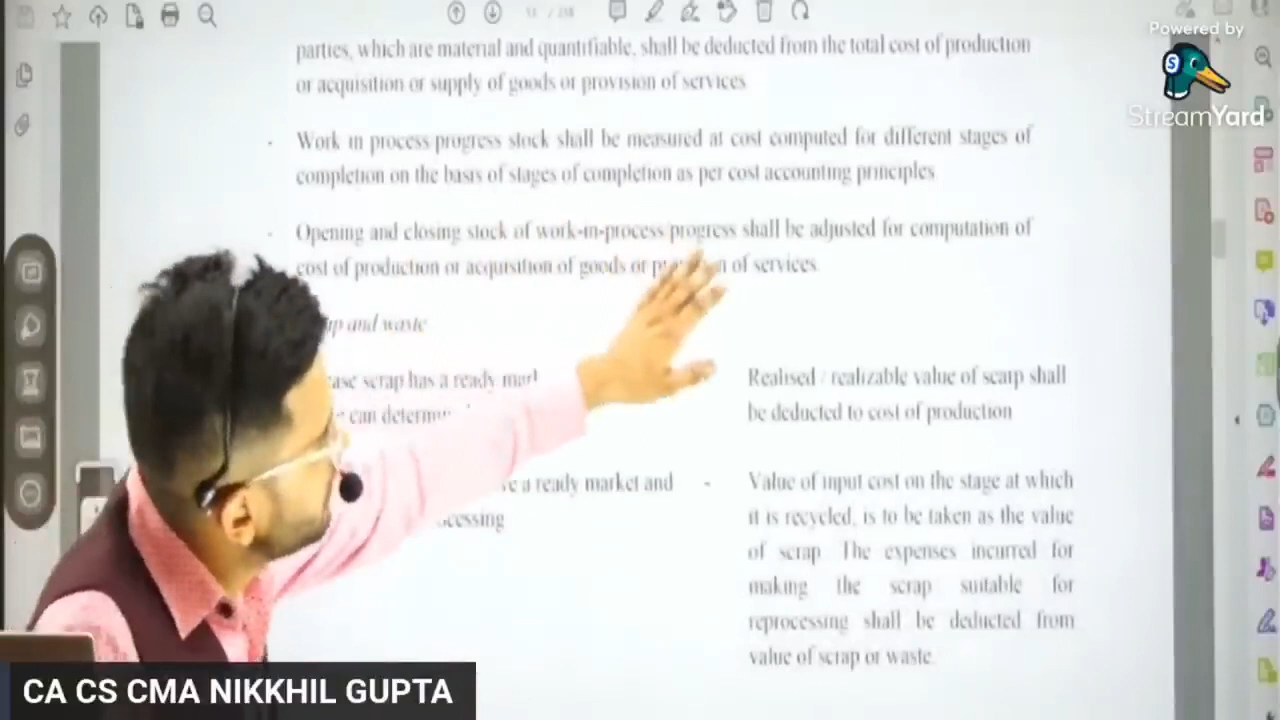 Powered by
StreamYard
parties, which are material and quantifiable, shall be deducted from the total cost of production
or acquisition or supply of goods or provision of services
- Work in process progress stock shall be measured at cost computed for different stages of
completion on the basis of stages of completion as per cost accounting principles
- Opening and closing stock of work-in-process progress shall be adjusted for computation of
cost of production or acquisition of goods or of services
and waste
scrap has a ready
can
Realised / realizable value of scarp shall
be deducted to cost of production
a ready market and
- Value of input cost on the stage at which
it is recycled, is to be taken as the value
of scrap. The expenses incurred for
making the scrap suitable for
reprocessing shall be deducted from
value of scrap or waste.
CA CS CMA NIKKHIL GUPTA